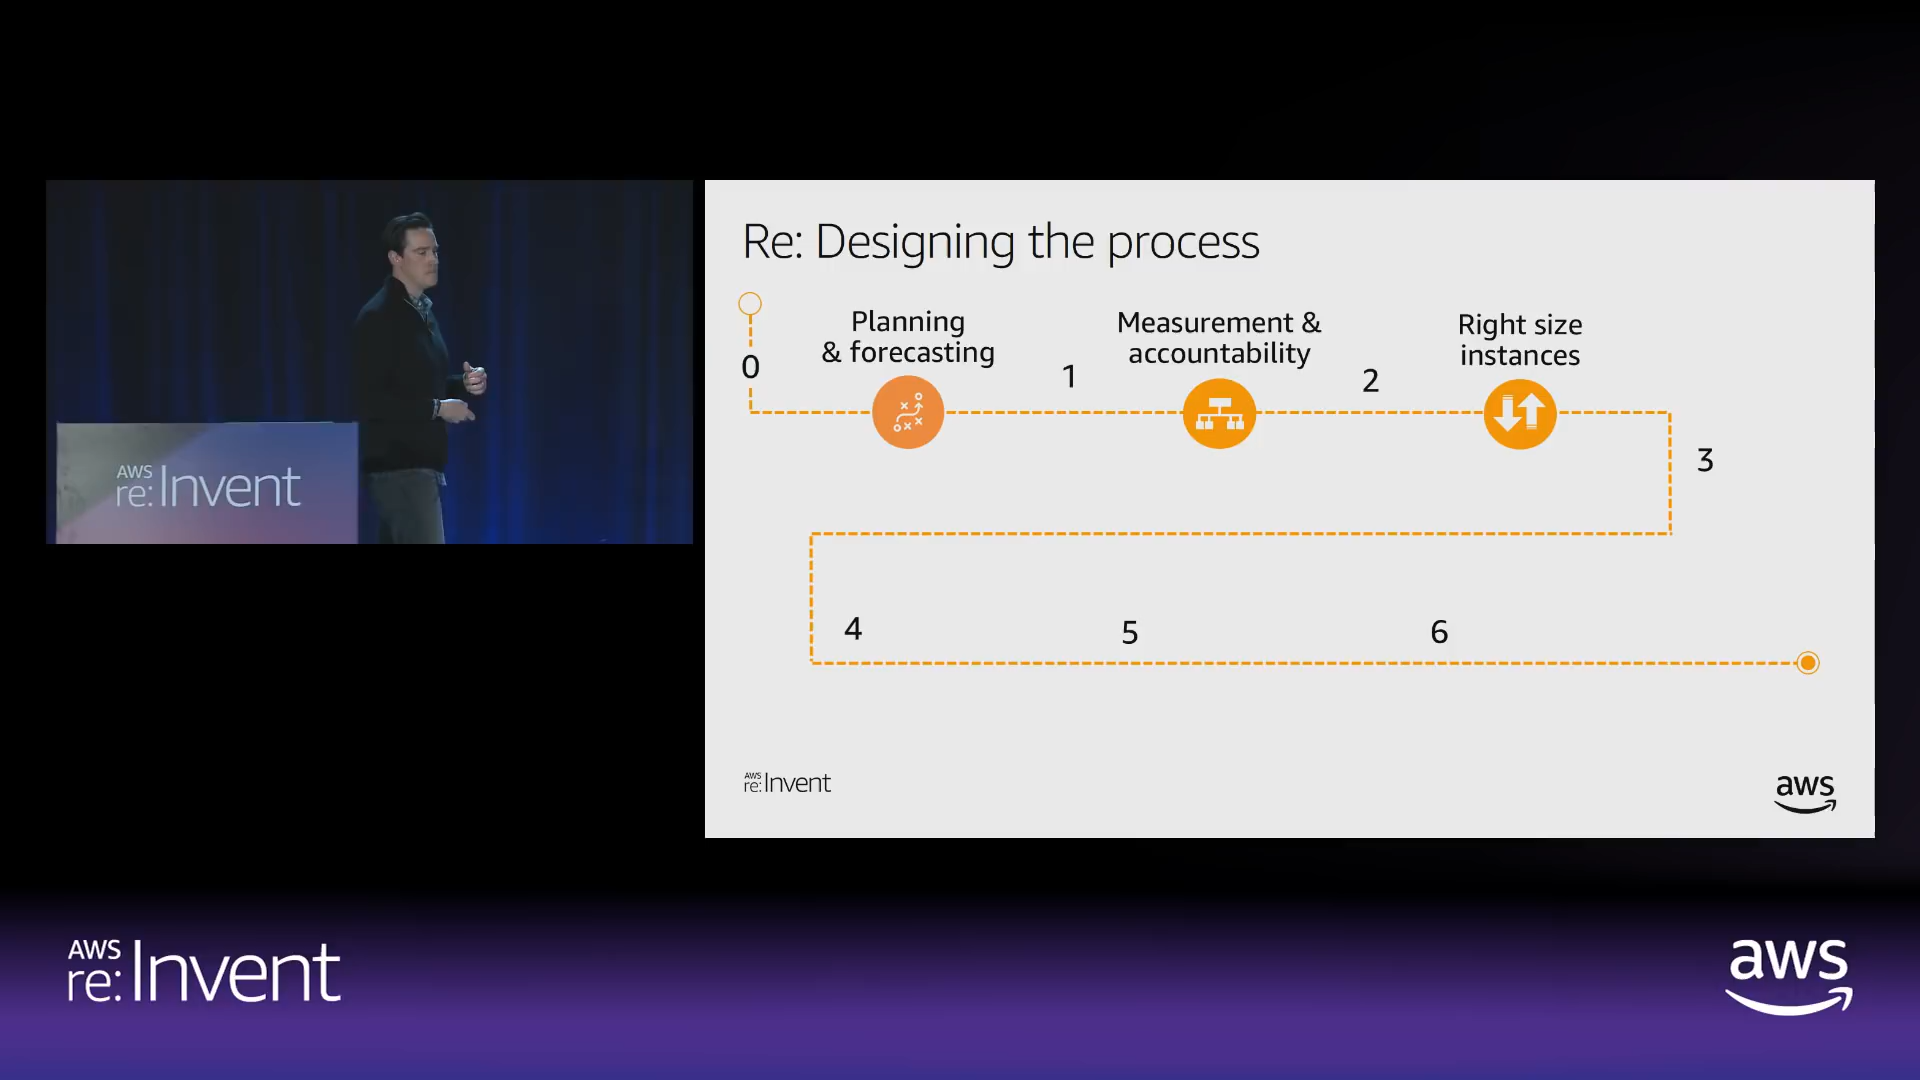 AWS
re:Invent
Re: Designing the process
0
Planning
& forecasting
1
Measurement &
accountability
2
Right size
instances
3
4
5
6
AWS
re:Invent
aws
AWS
re:Invent
aws